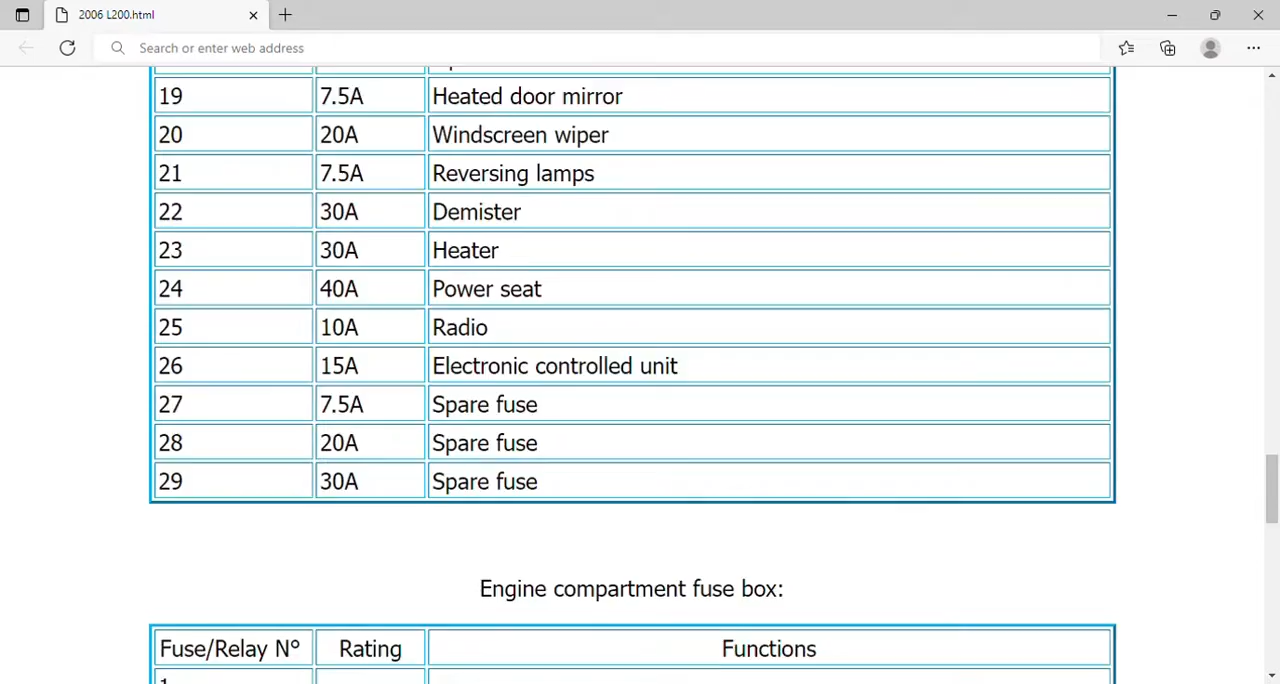 2006 L200.html
Search or enter web address
19 7.5A Heated door mirror
20 20A Windscreen wiper
21 7.5A Reversing lamps
22 30A Demister
23 30A Heater
24 40A Power seat
25 10A Radio
26 15A Electronic controlled unit
27 7.5A Spare fuse
28 20A Spare fuse
29 30A Spare fuse
Engine compartment fuse box:
Fuse/Relay N° Rating Functions